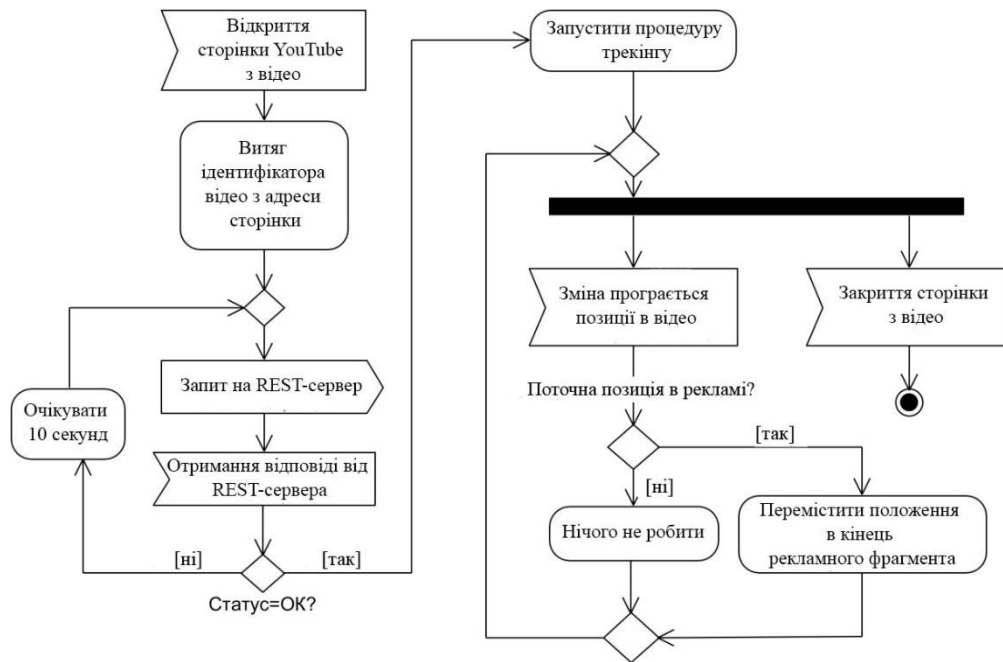 Відкриття
сторінки YouTube
з відео
Витяг
ідентифікатора
відео з адреси
сторінки
Запит на REST-сервер
Очікувати
10 секунд
Отримання відповіді від
REST-сервера
[ні]
[так]
Статус=ОК?
Запустити процедуру
трекінгу
Зміна програється
позиції в відео
Закриття сторінки
з відео
Поточна позиція в рекламі?
[так]
[ні]
Нічого не робити
Перемістити положення
в кінець
рекламного фрагмента